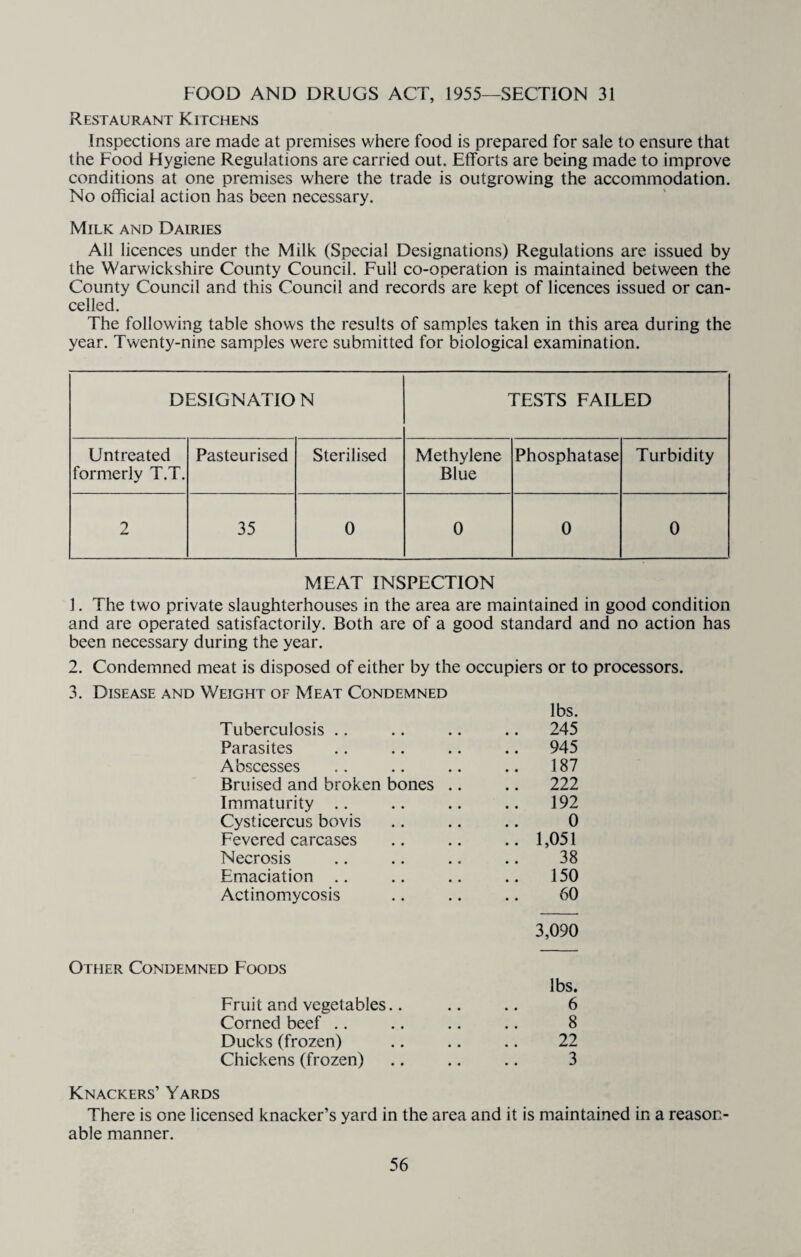 FOOD AND DRUGS ACT, 1955—SECTION 31
RESTAURANT KITCHENS
Inspections are made at premises where food is prepared for sale to ensure that
the Food Hygiene Regulations are carried out. Efforts are being made to improve
conditions at one premises where the trade is outgrowing the accommodation.
No official action has been necessary.
MILK AND DAIRIES
All licences under the Milk (Special Designations) Regulations are issued by
the Warwickshire County Council. Full co-operation is maintained between the
County Council and this Council and records are kept of licences issued or can-
celled.
The following table shows the results of samples taken in this area during the
year. Twenty-nine samples were submitted for biological examination.
DESIGNATIO N TESTS FAILED
Untreated Pasteurised Sterilised Methylene Phosphatase Turbidity
formerly T.T. Blue
2 35 0 0 0 0
MEAT INSPECTION
1. The two private slaughterhouses in the area are maintained in good condition
and are operated satisfactorily. Both are of a good standard and no action has
been necessary during the year.
2. Condemned meat is disposed of either by the occupiers or to processors.
3. DISEASE AND WEIGHT OF MEAT CONDEMNED
lbs.
Tuberculosis .. .. .. .. 245
Parasites .. .. .. .. 945
Abscesses .. .. .. .. 187
Bruised and broken bones .. .. 222
Immaturity .. .. .. .. 192
Cysticercus bovis .. .. .. 0
Fevered carcases .. .. .. 1,051
Necrosis .. .. .. .. 38
Emaciation .. .. .. .. 150
Actinomycosis .. .. .. 60
3,090
OTHER CONDEMNED FOODS
lbs.
Fruit and vegetables .. .. .. 6
Corned beef .. .. .. .. 8
Ducks (frozen) .. .. .. 22
Chickens (frozen) .. .. .. 3
KNACKERS' YARDS
There is one licensed knacker's yard in the area and it is maintained in a reason-
able manner.
56